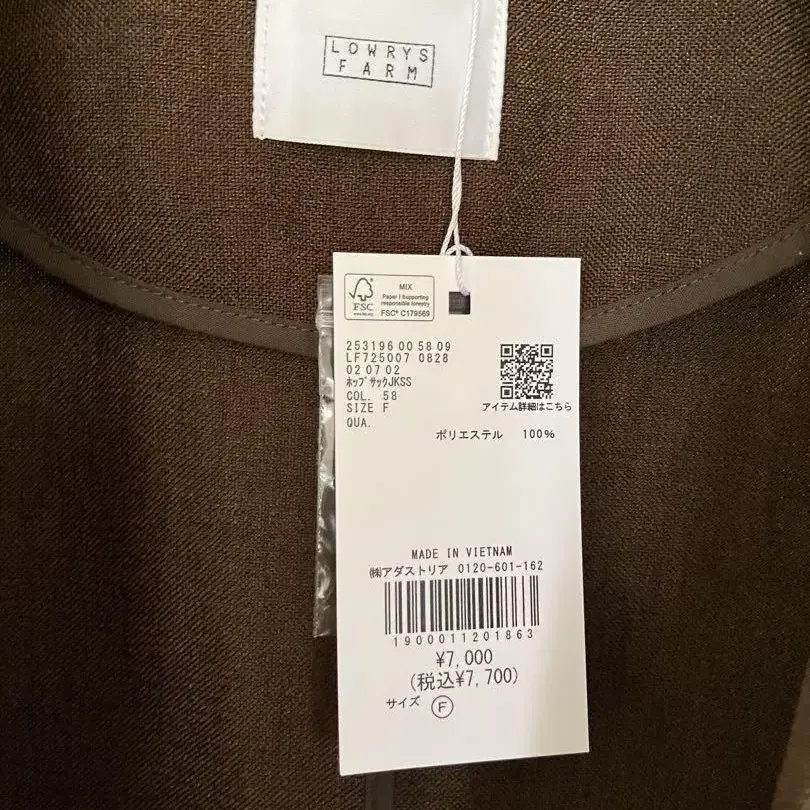 LOWRYS
FARM
MIX
Paper | Supporting
responsible forestry
FSC® C179569
FSC
253196 00 58 09
LF725007 0828
02 07 02
ﾎｯﾌﾟｻｯｸJKSS
COL. 58
SIZE F
QUA.
アイテム詳細はこちら
ポリエステル 100%
MADE IN VIETNAM
㈱アダストリア 0120-601-162
1900011201863
¥7,000
(税込¥7,700)
サイズ Ⓕ